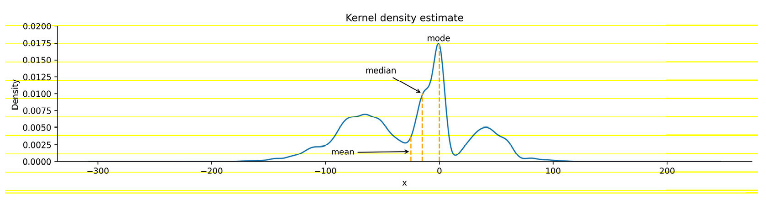 Kernel density estimate
0.0200
mode
0.0175
0.0150
median
0.0125
0.0100
Density
0.0075
0.0050
0.0025
mean
0.0000
−300 −200 −100 0 100 200
x